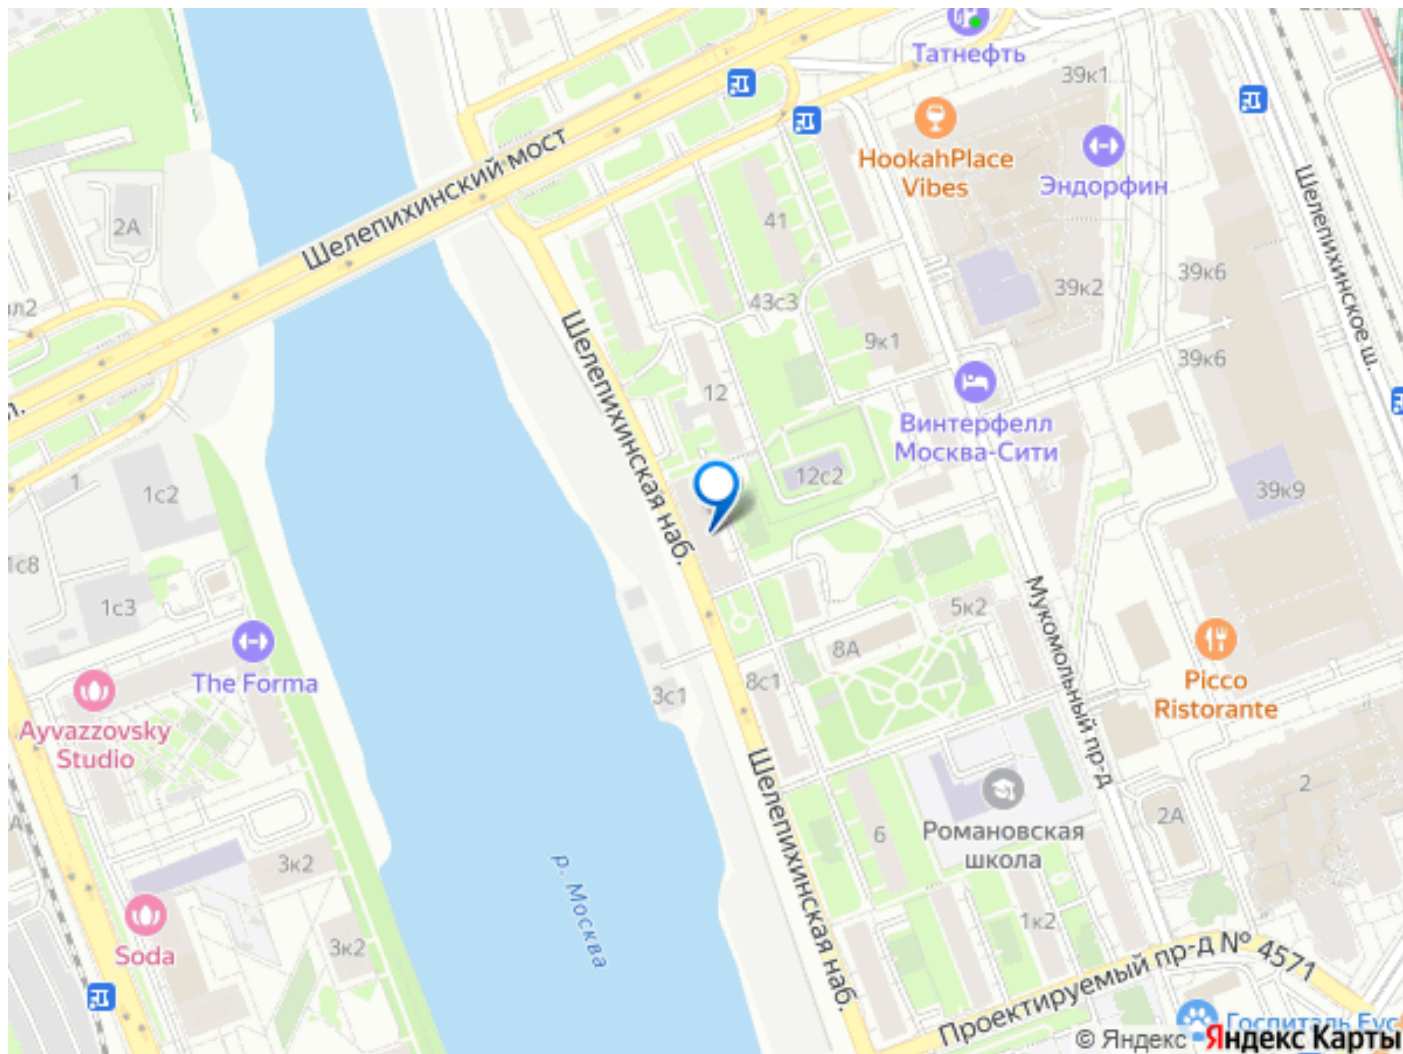 Татнефть
39к1
HookahPlace
Vibes
Эндорфин
Шелепихинский мост
Шелепихинское ш.
2А
41
39к6
39к2
43с3
9к1
39к6
Шелепихинская наб.
12
Винтерфелл
Москва-Сити
12с2
39к9
1
1с2
1с8
1с3
Мукомольный пр-д
5к2
8А
8с1
3с1
The Forma
Ayvazzovsky
Studio
Picco
Ristorante
Шелепихинская наб.
2
2А
6
Романовская
школа
3к2
р. Москва
1к2
3к2
Soda
Проектируемый пр-д № 4571
Госпиталь
© Яндекс
Яндекс Карты